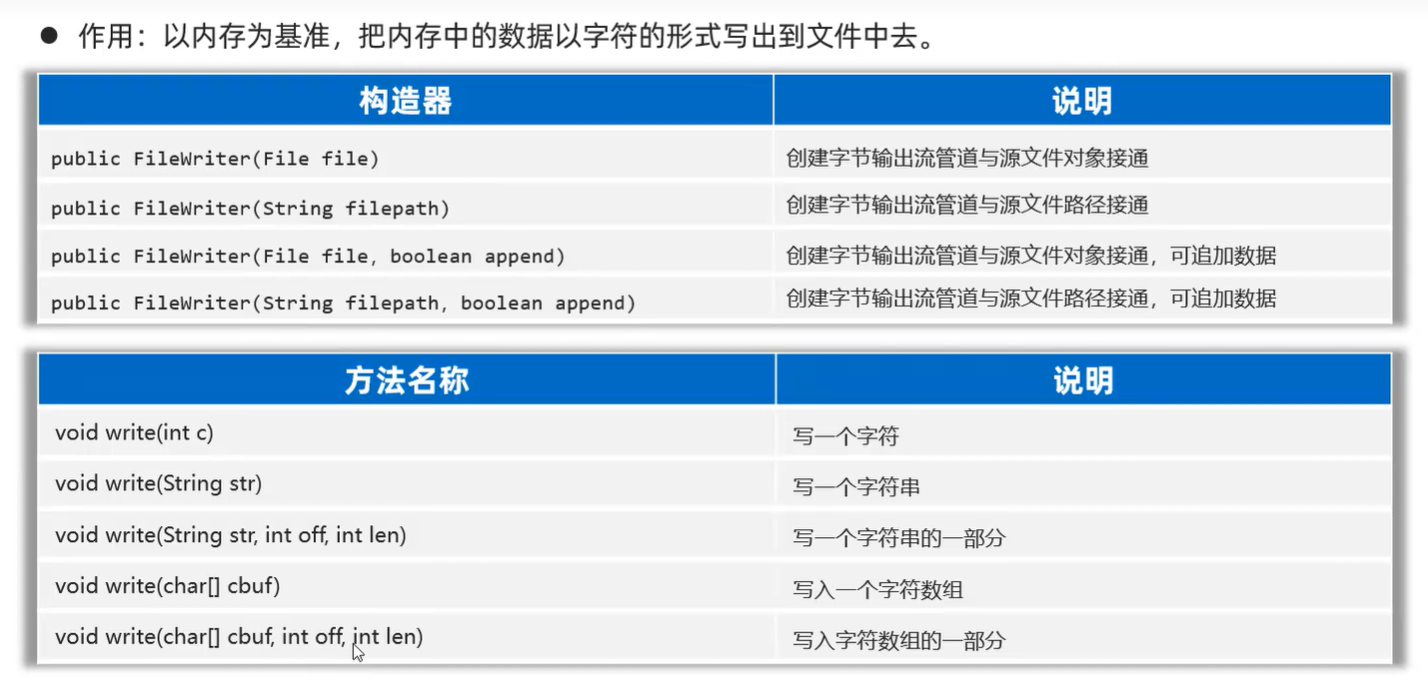 ● 作用：以内存为基准，把内存中的数据以字符的形式写出到文件中去。
构造器 说明
public FileWriter(File file) 创建字节输出流管道与源文件对象接通
public FileWriter(String filepath) 创建字节输出流管道与源文件路径接通
public FileWriter(File file, boolean append) 创建字节输出流管道与源文件对象接通，可追加数据
public FileWriter(String filepath, boolean append) 创建字节输出流管道与源文件路径接通，可追加数据
方法名称 说明
void write(int c) 写一个字符
void write(String str) 写一个字符串
void write(String str, int off, int len) 写一个字符串的一部分
void write(char[] cbuf) 写入一个字符数组
void write(char[] cbuf, int off, int len) 写入字符数组的一部分